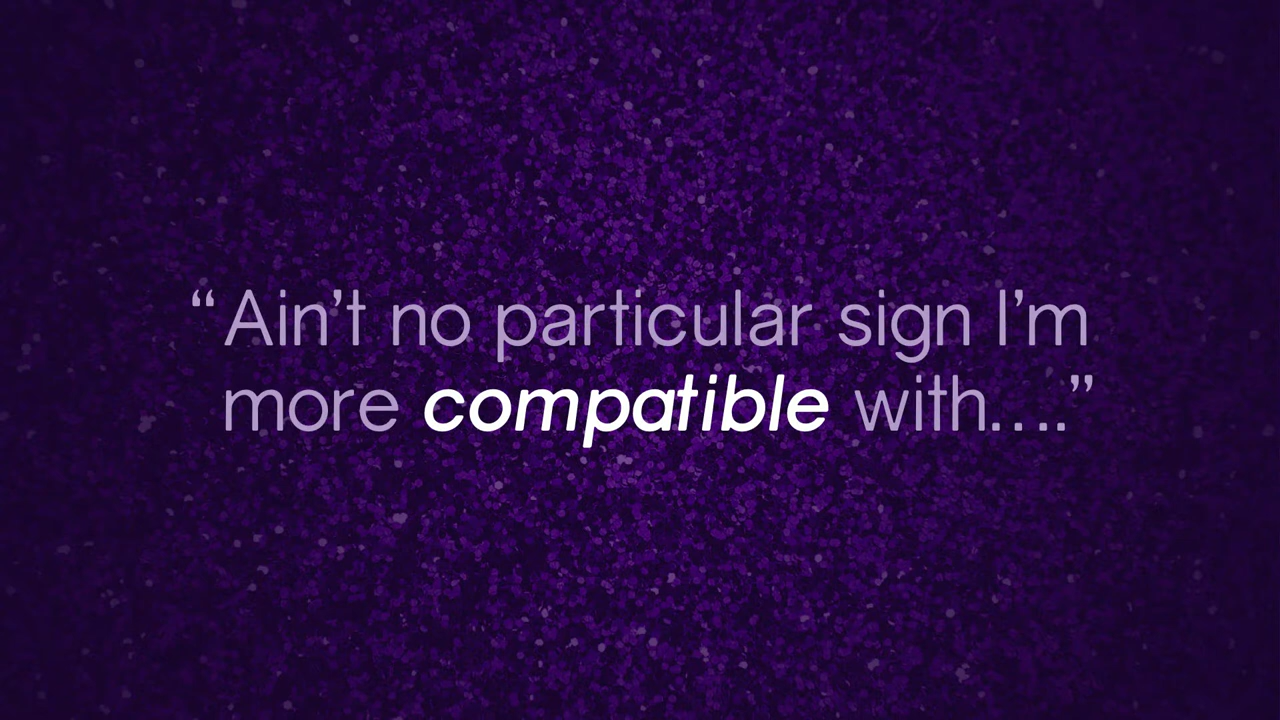 “Ain’t no particular sign I’m
more compatible with....”